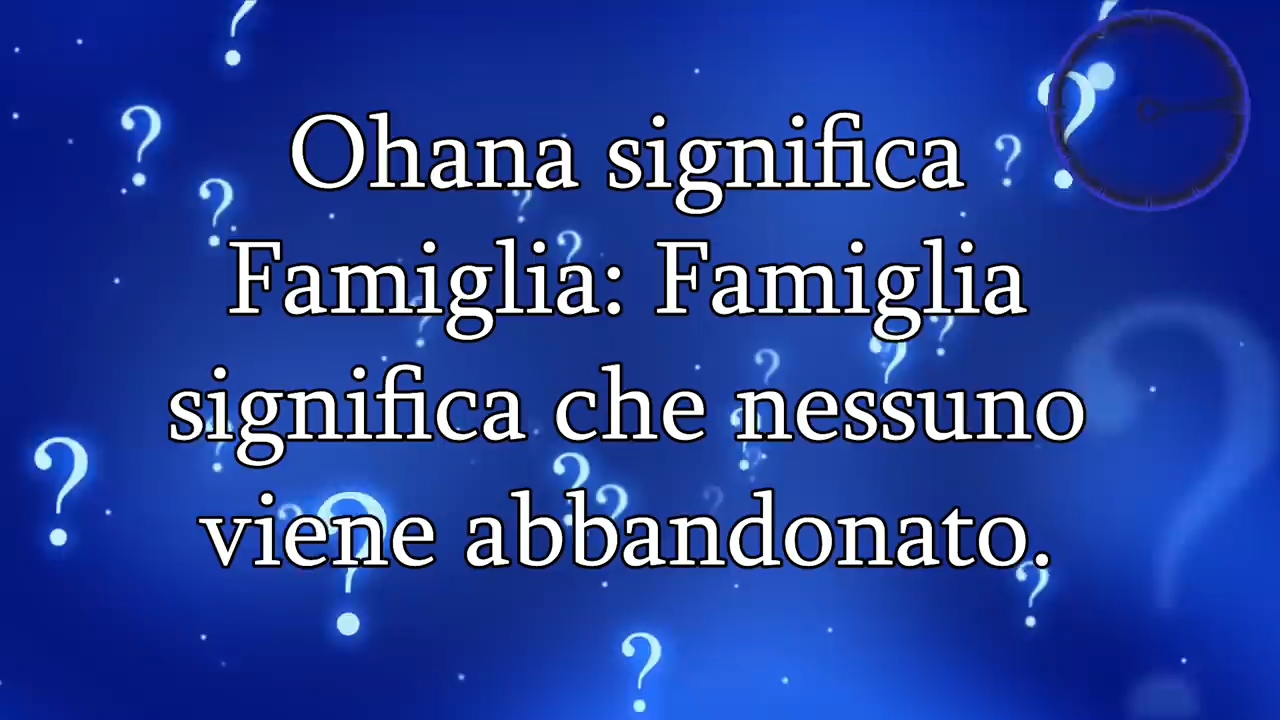 Ohana significa
Famiglia: Famiglia
significa che nessuno
viene abbandonato.